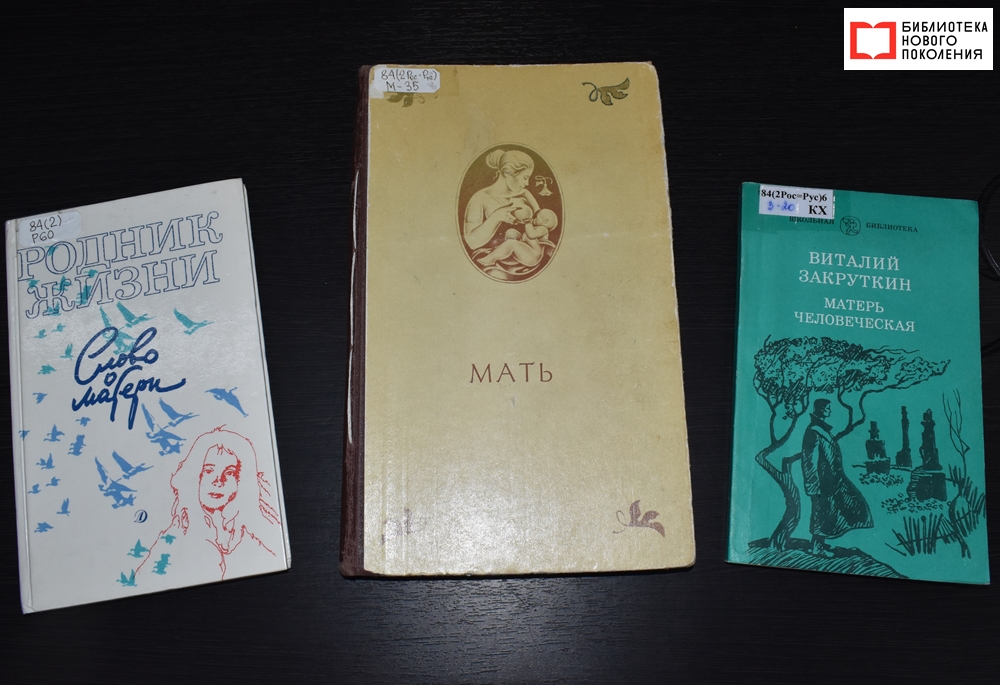 БИБЛИОТЕКА
НОВОГО
ПОКОЛЕНИЯ
84(2)
Р60
РОДНИК
ЖИЗНИ
Слово
о
матери
Д
84(2Рос-Рус)
М-35
МАТЬ
84(2Рос=Рус)6
З-20 КХ
ШКОЛЬНАЯ БИБЛИОТЕКА
ВИТАЛИЙ
ЗАКРУТКИН
МАТЕРЬ
ЧЕЛОВЕЧЕСКАЯ